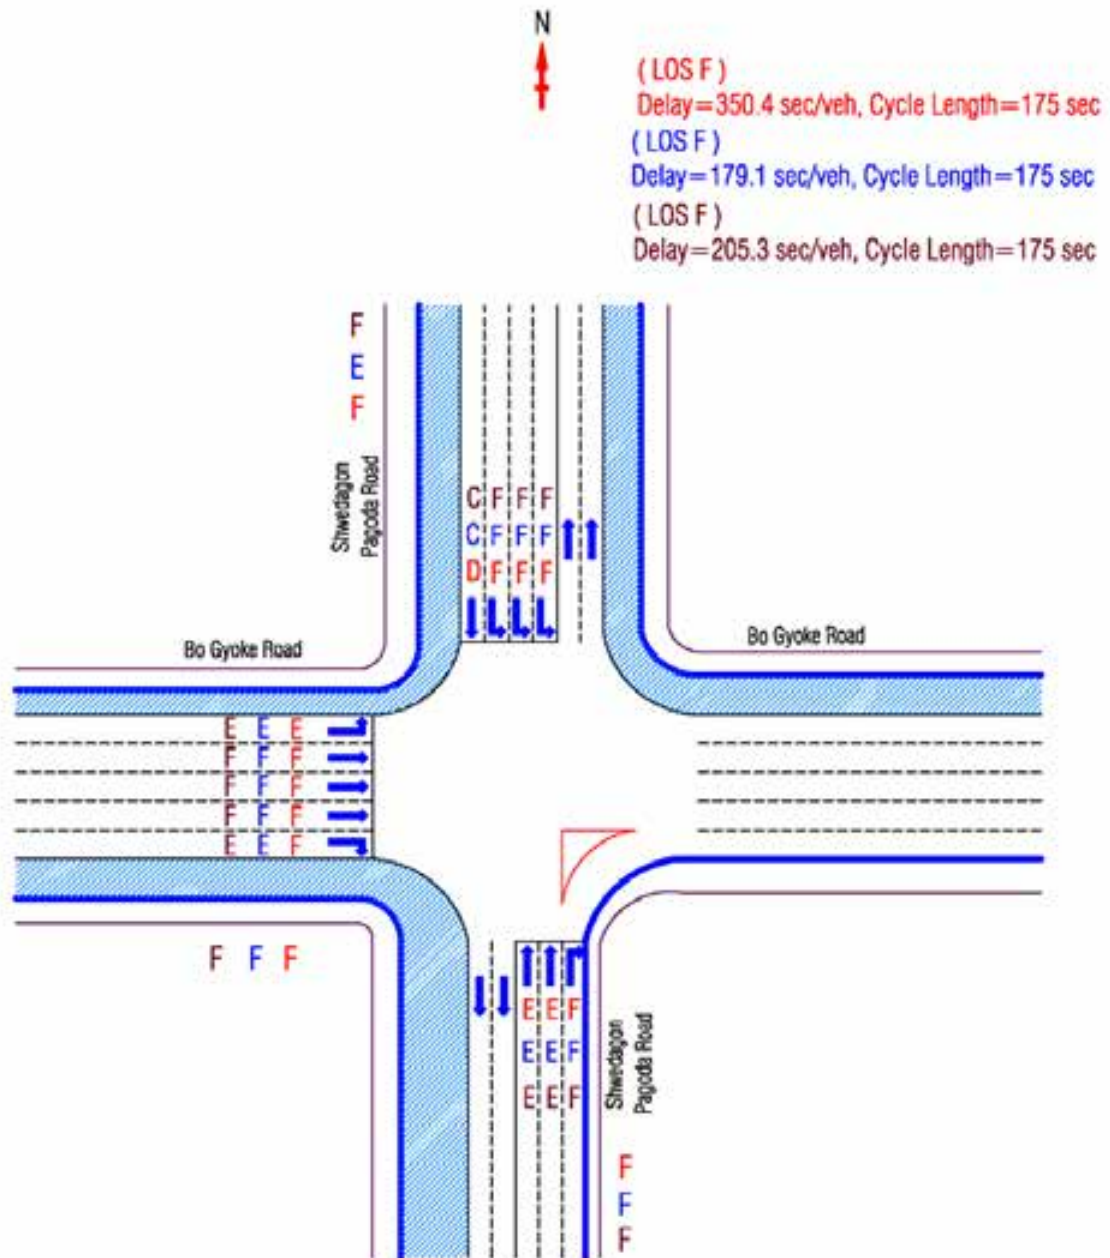 N
( LOS F )
Delay=350.4 sec/veh, Cycle Length=175 sec
( LOS F )
Delay=179.1 sec/veh, Cycle Length=175 sec
( LOS F )
Delay=205.3 sec/veh, Cycle Length=175 sec
F
E
F
Shwedagon
Pagoda Road
C F F F
C F F F
D F F F
Bo Gyoke Road
Bo Gyoke Road
E E E
F F F
F F F
F F F
E E F
F F F
E E F
E E F
E E F
Shwedagon
Pagoda Road
F
F
F